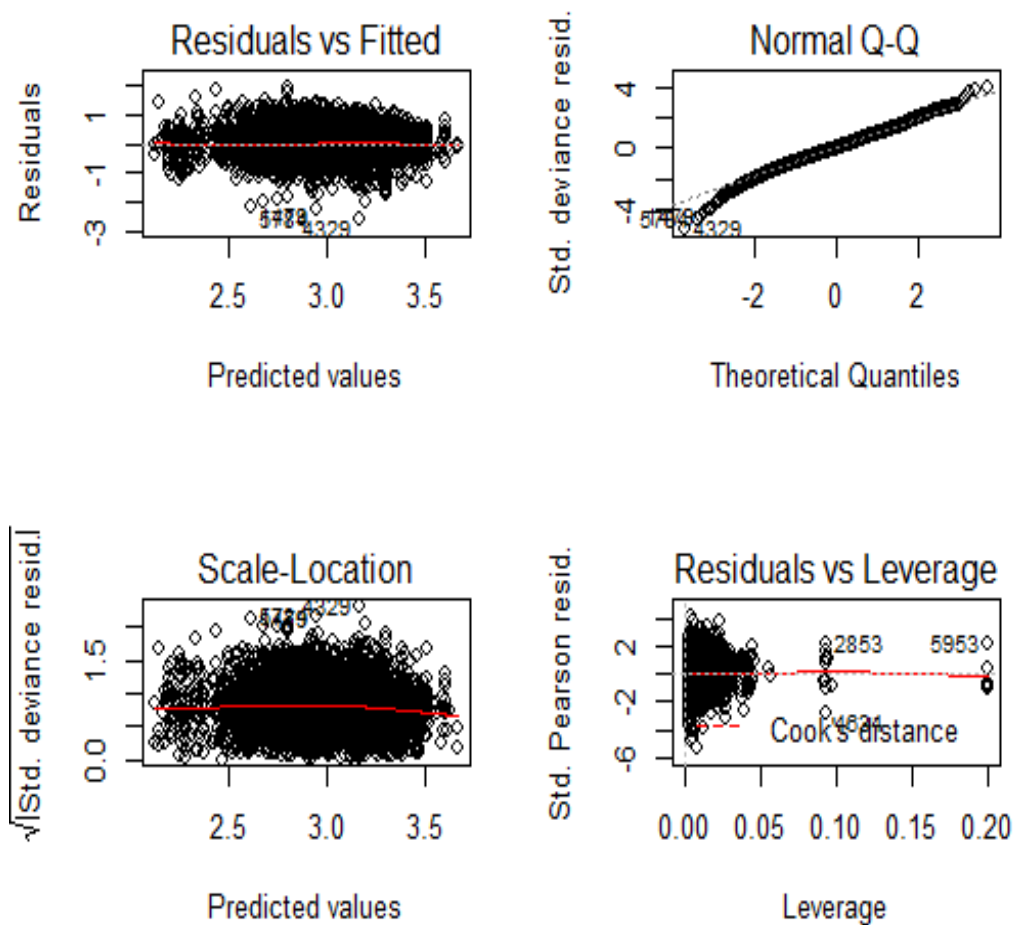 Residuals vs Fitted
Residuals
1
-1
-3
4329
2.5 3.0 3.5
Predicted values
Normal Q-Q
Std. deviance resid.
4
0
-4
4329
-2 0 2
Theoretical Quantiles
Scale-Location
√|Std. deviance resid.|
1.5
0.0
4329
2.5 3.0 3.5
Predicted values
Residuals vs Leverage
Std. Pearson resid.
2
-2
-6
2853
5953
4624
Cook's distance
0.00 0.05 0.10 0.15 0.20
Leverage